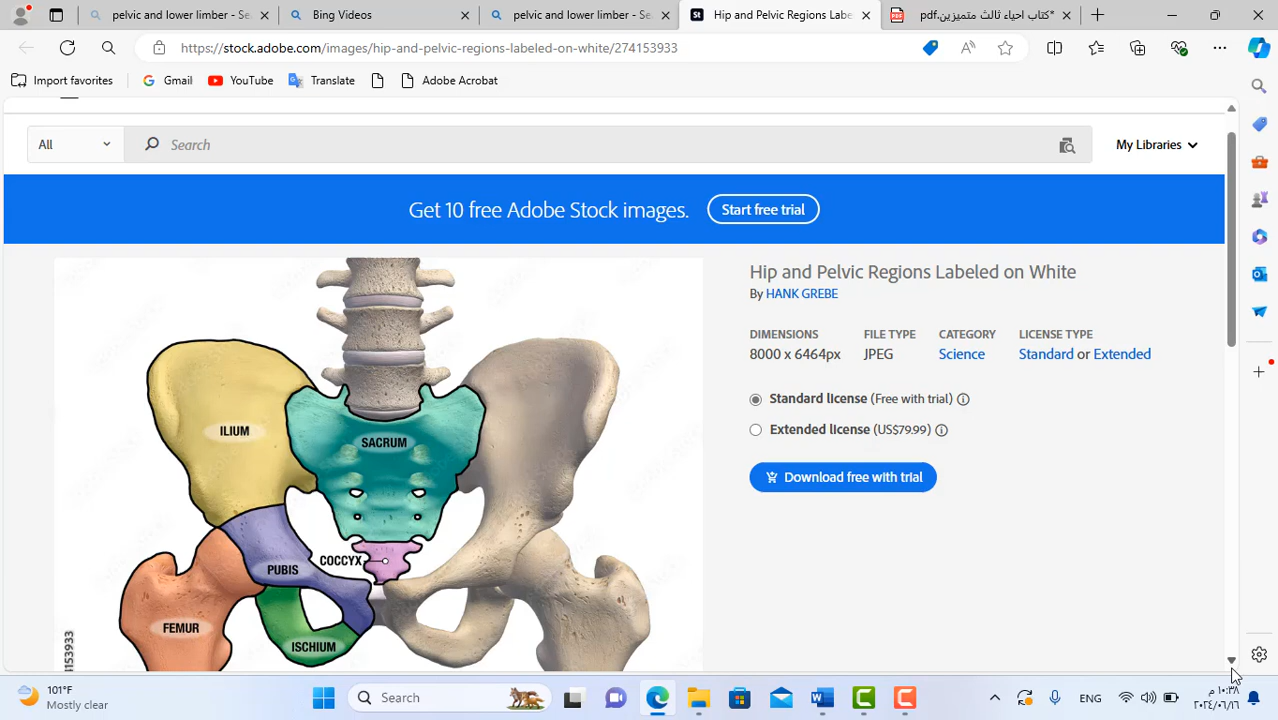 pelvic and lower limber - Se
Bing Videos
pelvic and lower limber - Se
Hip and Pelvic Regions Labe
*كتاب احياء ثالث متميزين.pdf
https://stock.adobe.com/images/hip-and-pelvic-regions-labeled-on-white/274153933
Import favorites
Gmail
YouTube
Translate
Adobe Acrobat
All
Search
My Libraries
Get 10 free Adobe Stock images.
Start free trial
Hip and Pelvic Regions Labeled on White
By HANK GREBE
DIMENSIONS FILE TYPE CATEGORY LICENSE TYPE
8000 x 6464px JPEG Science Standard or Extended
Standard license (Free with trial)
Extended license (US$79.99)
Download free with trial
ILIUM
SACRUM
COCCYX
PUBIS
FEMUR
ISCHIUM
153933
101°F
Mostly clear
Search
ENG